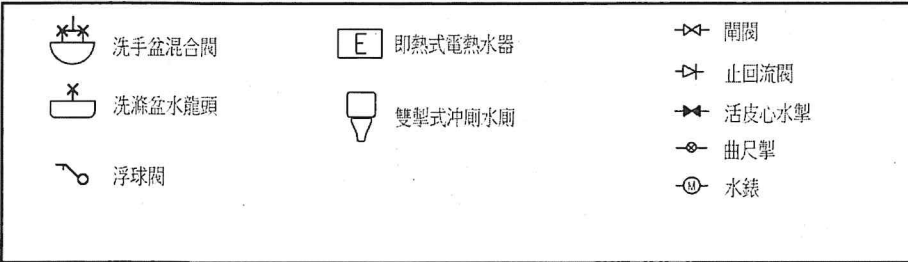 洗手盆混合閥
洗滌盆水龍頭
浮球閥
E 即熱式電熱水器
雙掣式沖廁水廁
閘閥
止回流閥
活皮心水掣
曲尺掣
M 水錶